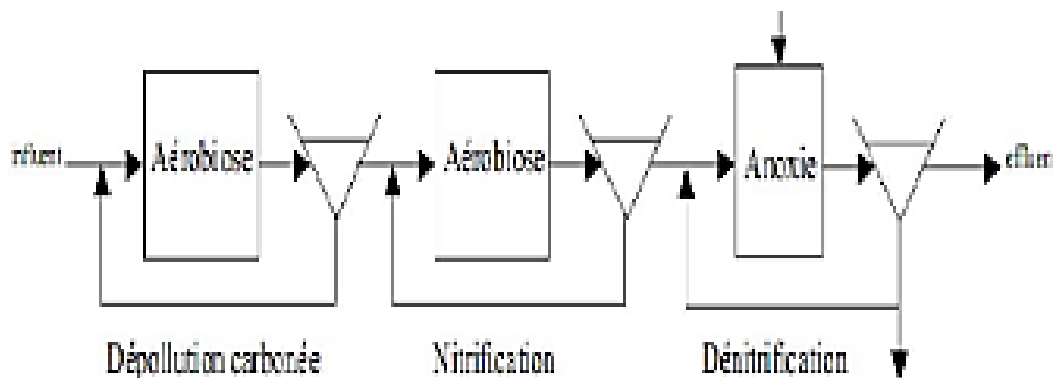 Aérobiose
Aérobiose
Anoxie
Dépollution carbonée
Nitrification
Dénitrification